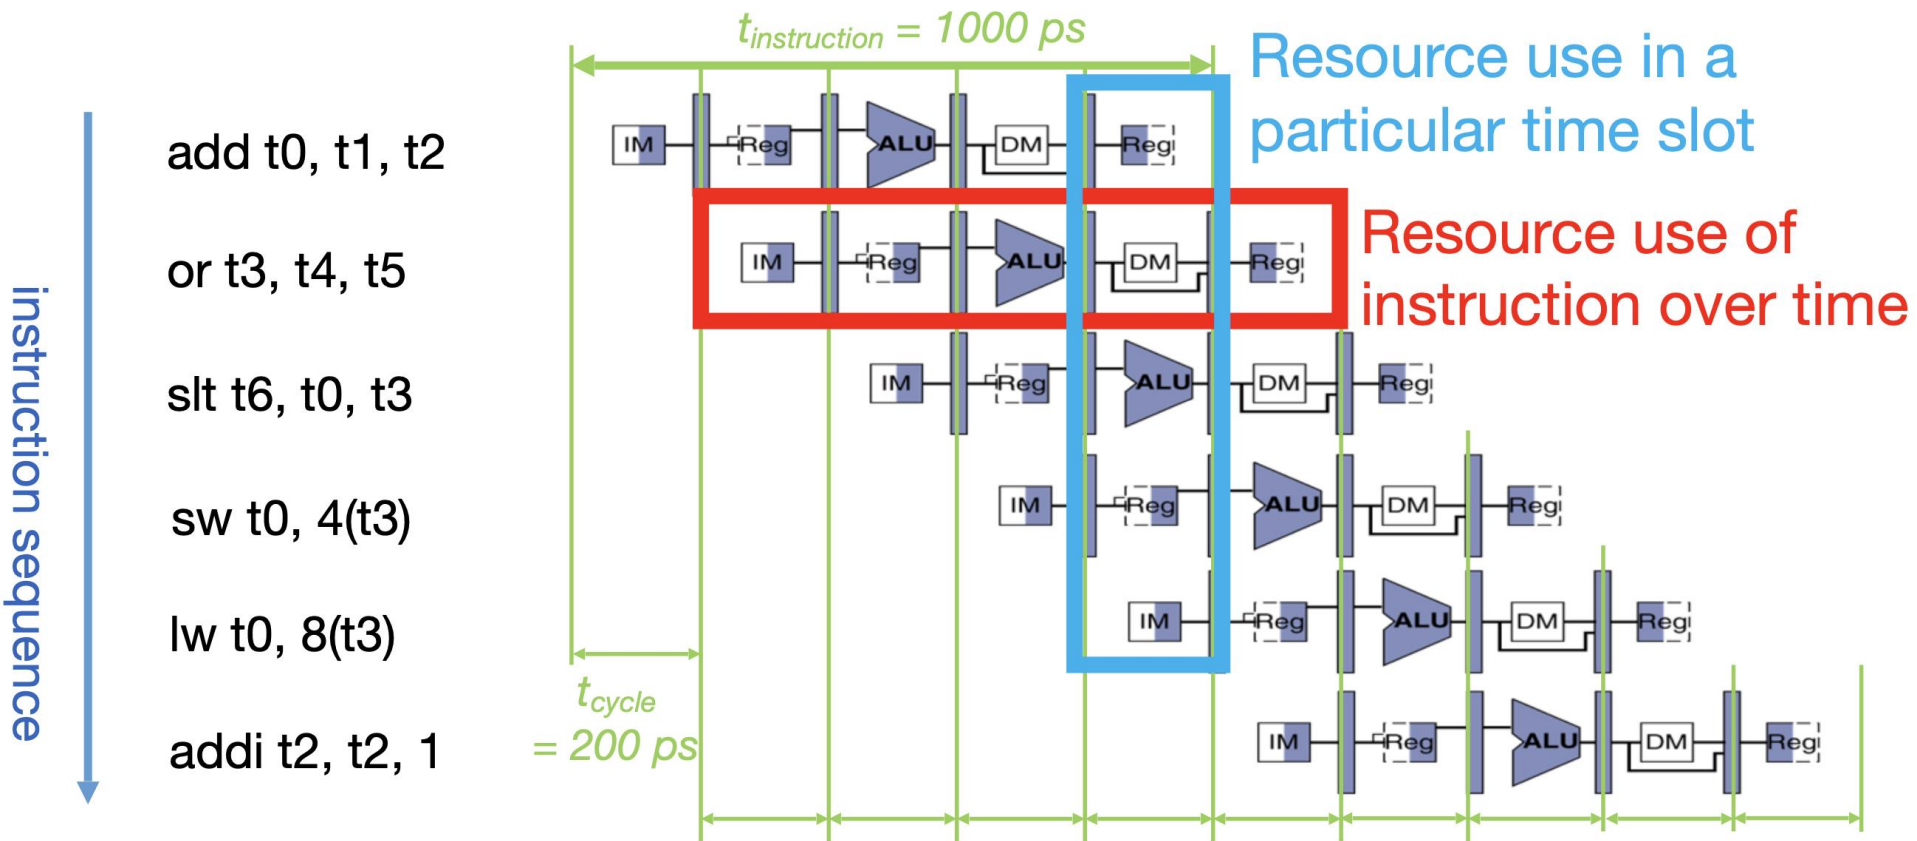 t_instruction = 1000 ps
Resource use in a
particular time slot
add t0, t1, t2
IM Reg ALU DM Reg
or t3, t4, t5
IM Reg ALU DM Reg
Resource use of
instruction over time
slt t6, t0, t3
IM Reg ALU DM Reg
sw t0, 4(t3)
IM Reg ALU DM Reg
lw t0, 8(t3)
IM Reg ALU DM Reg
addi t2, t2, 1
IM Reg ALU DM Reg
t_cycle
= 200 ps
instruction sequence